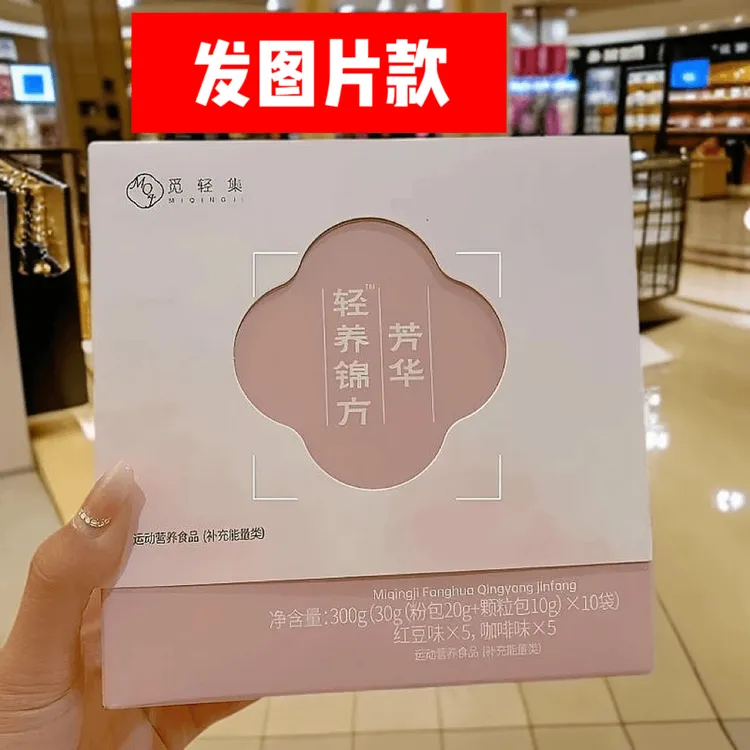 发图片款
MQJ
觅轻集
MIQINGJI
轻养锦方™
芳华
运动营养食品(补充能量类)
Miqingji Fanghua Qingyang Jinfang
净含量:300g(30g(粉包20g+颗粒包10g)×10袋)
红豆味×5,咖啡味×5
运动营养食品(补充能量类)